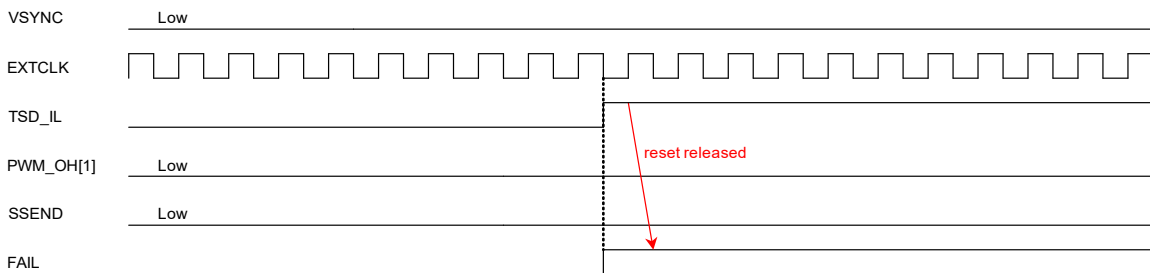 VSYNC Low
EXTCLK
TSD_IL
reset released
PWM_OH[1] Low
SSEND Low
FAIL